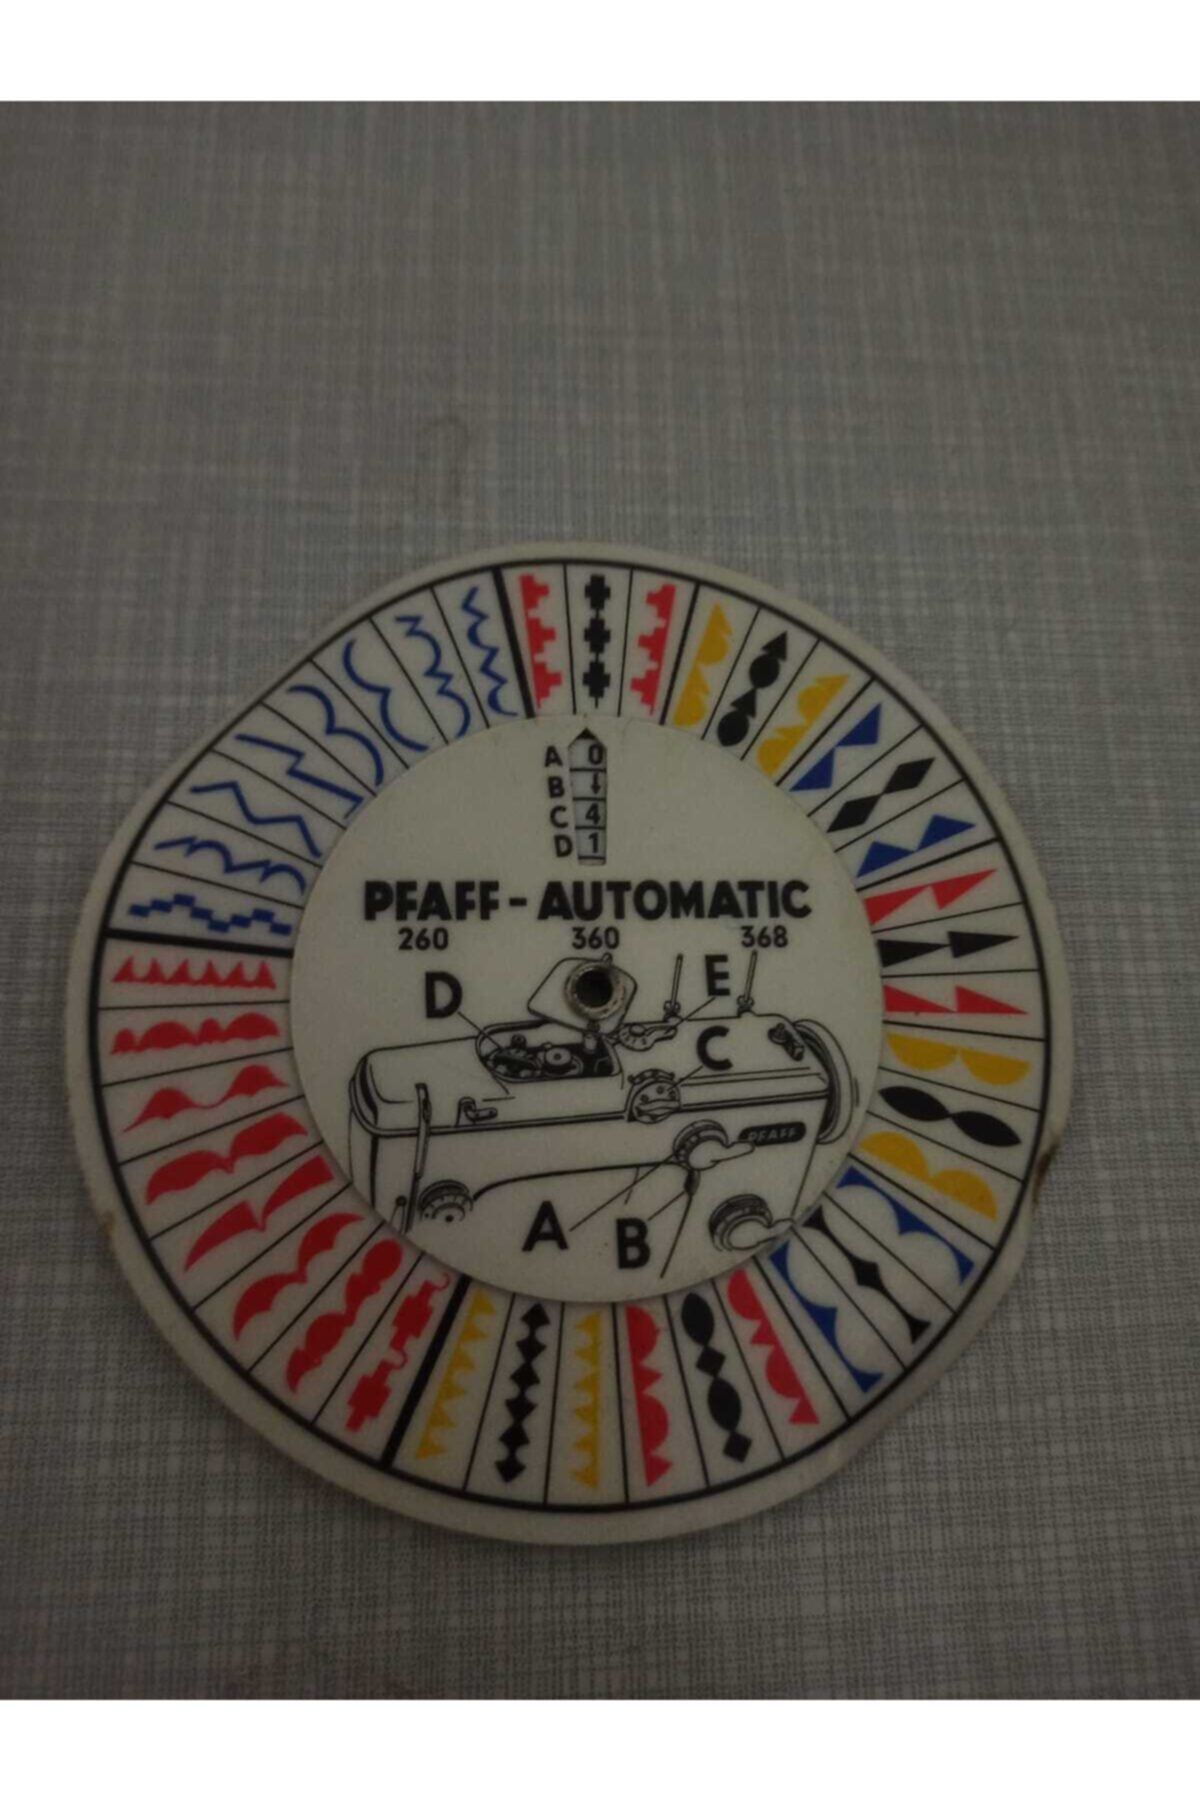 A 0
B ↓
C 4
D 1
PFAFF-AUTOMATIC
260 360 368
D E
C
PFAFF
A B